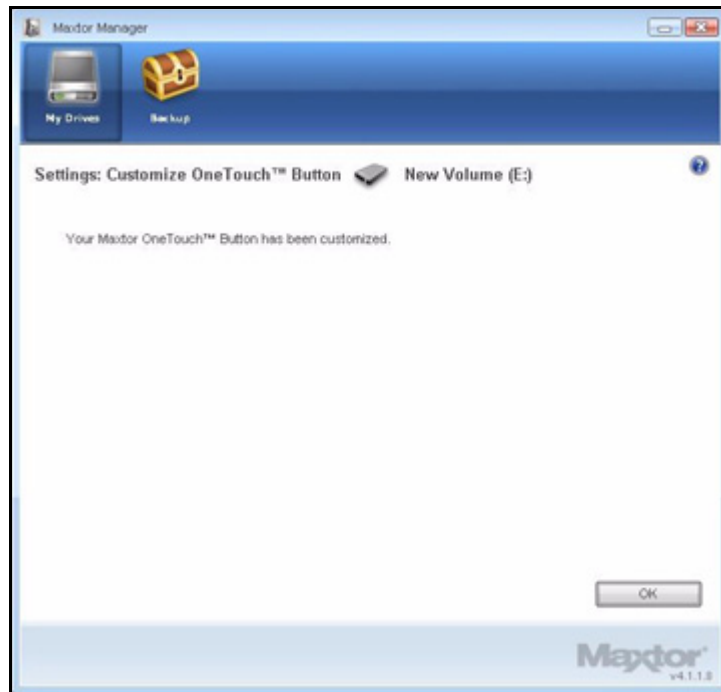 Maxtor Manager
My Drives
Backup
Settings: Customize OneTouch™ Button New Volume (E:)
Your Maxtor OneTouch™ Button has been customized.
OK
Maxtor
v4.1.1.0